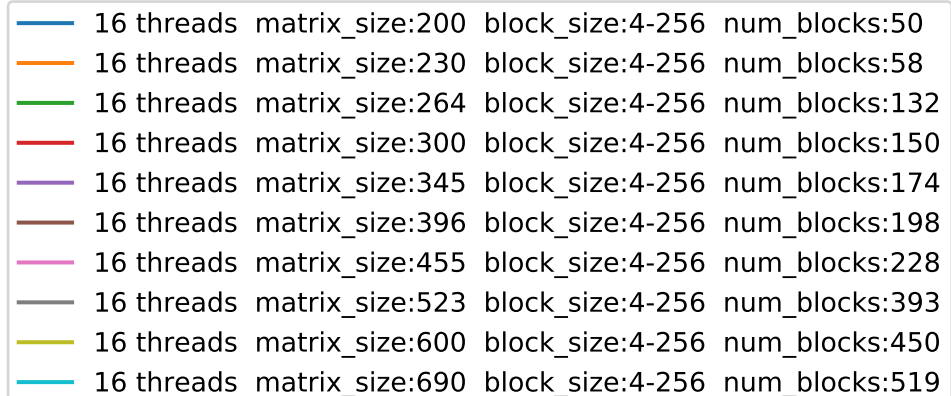 16 threads matrix_size:200 block_size:4-256 num_blocks:50
16 threads matrix_size:230 block_size:4-256 num_blocks:58
16 threads matrix_size:264 block_size:4-256 num_blocks:132
16 threads matrix_size:300 block_size:4-256 num_blocks:150
16 threads matrix_size:345 block_size:4-256 num_blocks:174
16 threads matrix_size:396 block_size:4-256 num_blocks:198
16 threads matrix_size:455 block_size:4-256 num_blocks:228
16 threads matrix_size:523 block_size:4-256 num_blocks:393
16 threads matrix_size:600 block_size:4-256 num_blocks:450
16 threads matrix_size:690 block_size:4-256 num_blocks:519